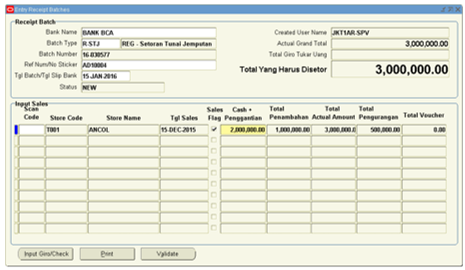 Entry Receipt Batches
Receipt Batch
Bank Name BANK BCA
Created User Name JKT1AR-SPV
Batch Type R-STJ REG - Setoran Tunai Jemputan
Actual Grand Total 3,000,000.00
Batch Number 16-030577
Total Giro Tukar Uang
Ref Num/No Sticker AD10004
Total Yang Harus Disetor 3,000,000.00
Tgl Batch/Tgl Slip Bank 15-JAN-2016
Status NEW
Input Sales
Scan Code Store Code Store Name Tgl Sales Sales Flag Cash + Penggantian Total Penambahan Total Actual Amount Total Pengurangan Total Voucher
T001 ANCOL 15-DEC-2015 2,000,000.00 1,000,000.00 3,000,000.0 500,000.00 0.00
Input Giro/Check Print Validate